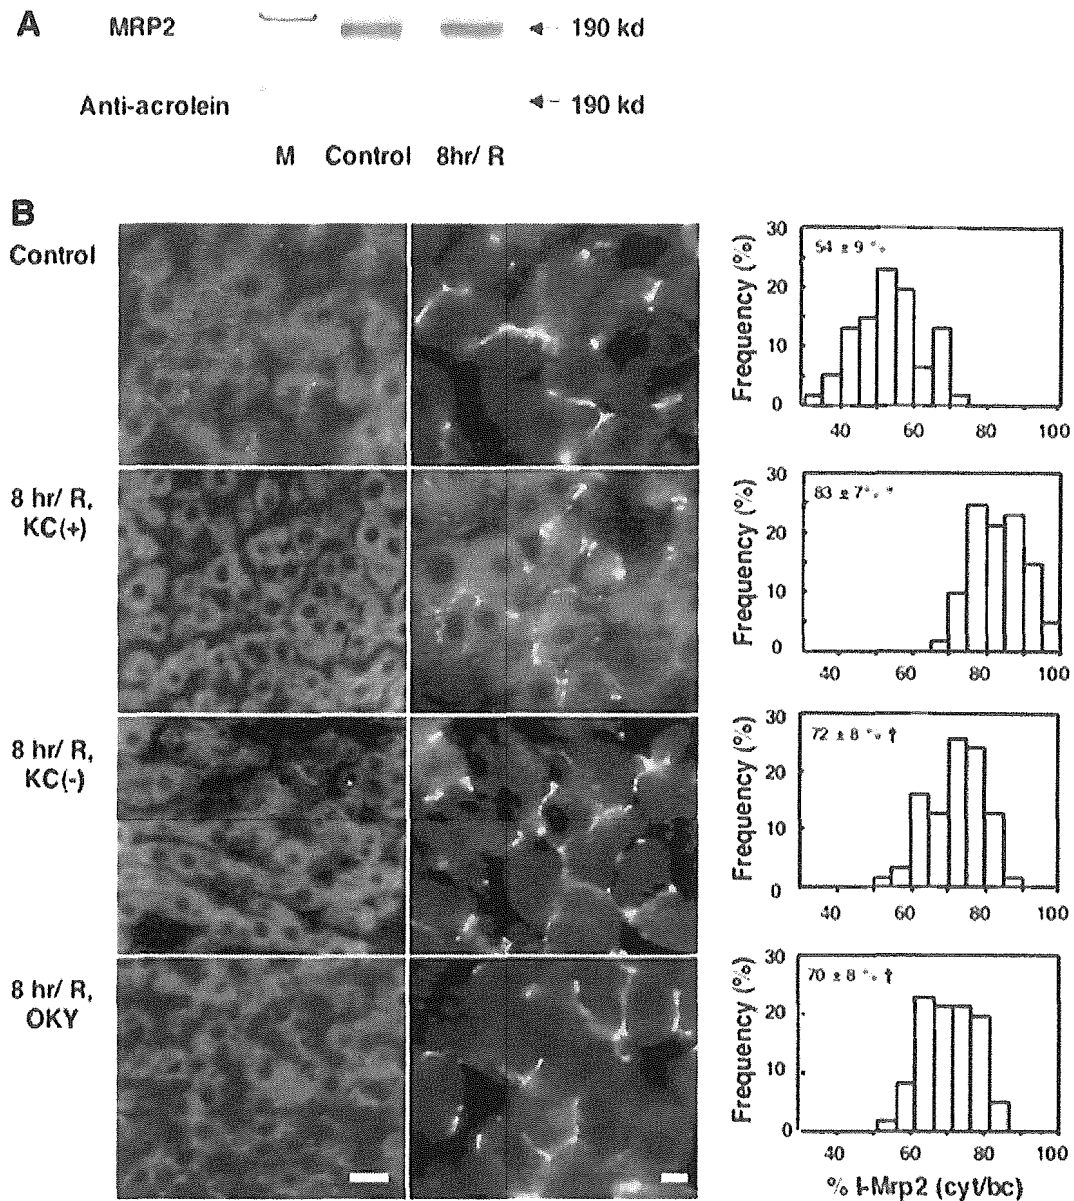 A
MRP2
190 kd
Anti-acrolein
190 kd
M Control 8hr/ R
B
Control
8 hr/ R,
KC(+)
8 hr/ R,
KC(-)
8 hr/ R,
OKY
Frequency (%)
54 ± 9 %
30
20
10
0
40 60 80 100
Frequency (%)
83 ± 7% *
30
20
10
0
40 60 80 100
Frequency (%)
72 ± 8 % †
30
20
10
0
40 60 80 100
Frequency (%)
70 ± 8 % †
30
20
10
0
40 60 80 100
% I-Mrp2 (cyt/bc)